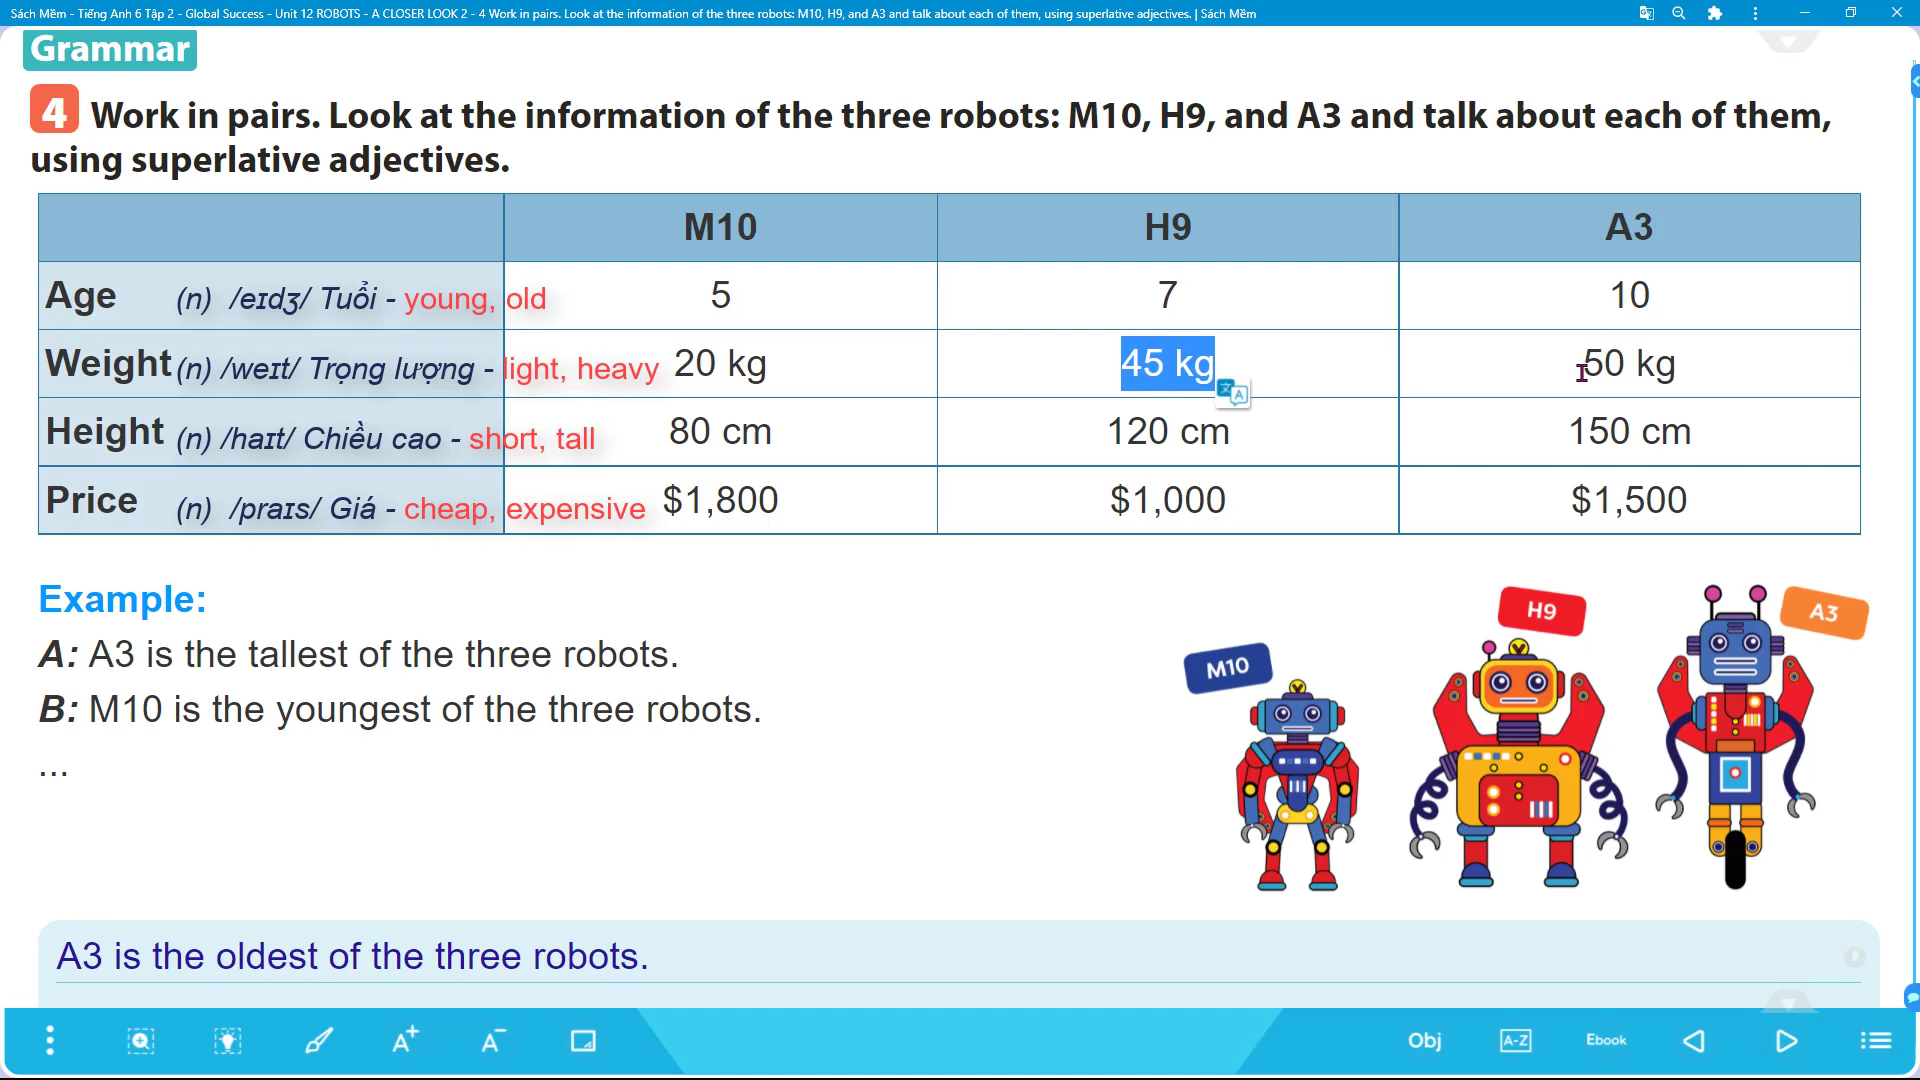 Sách Mềm - Tiếng Anh 6 Tập 2 - Global Success - Unit 12 ROBOTS - A CLOSER LOOK 2 - 4 Work in pairs. Look at the information of the three robots: M10, H9, and A3 and talk about each of them, using superlative adjectives. | Sách Mềm
Grammar
4 Work in pairs. Look at the information of the three robots: M10, H9, and A3 and talk about each of them,
using superlative adjectives.
M10 H9 A3
Age (n) /eɪdʒ/ Tuổi - young, old 5 7 10
Weight (n) /weɪt/ Trọng lượng - light, heavy 20 kg 45 kg 50 kg
Height (n) /haɪt/ Chiều cao - short, tall 80 cm 120 cm 150 cm
Price (n) /praɪs/ Giá - cheap, expensive $1,800 $1,000 $1,500
Example:
A: A3 is the tallest of the three robots.
B: M10 is the youngest of the three robots.
...
M10
H9
A3
A3 is the oldest of the three robots.
A+ A- Obj A-Z Ebook